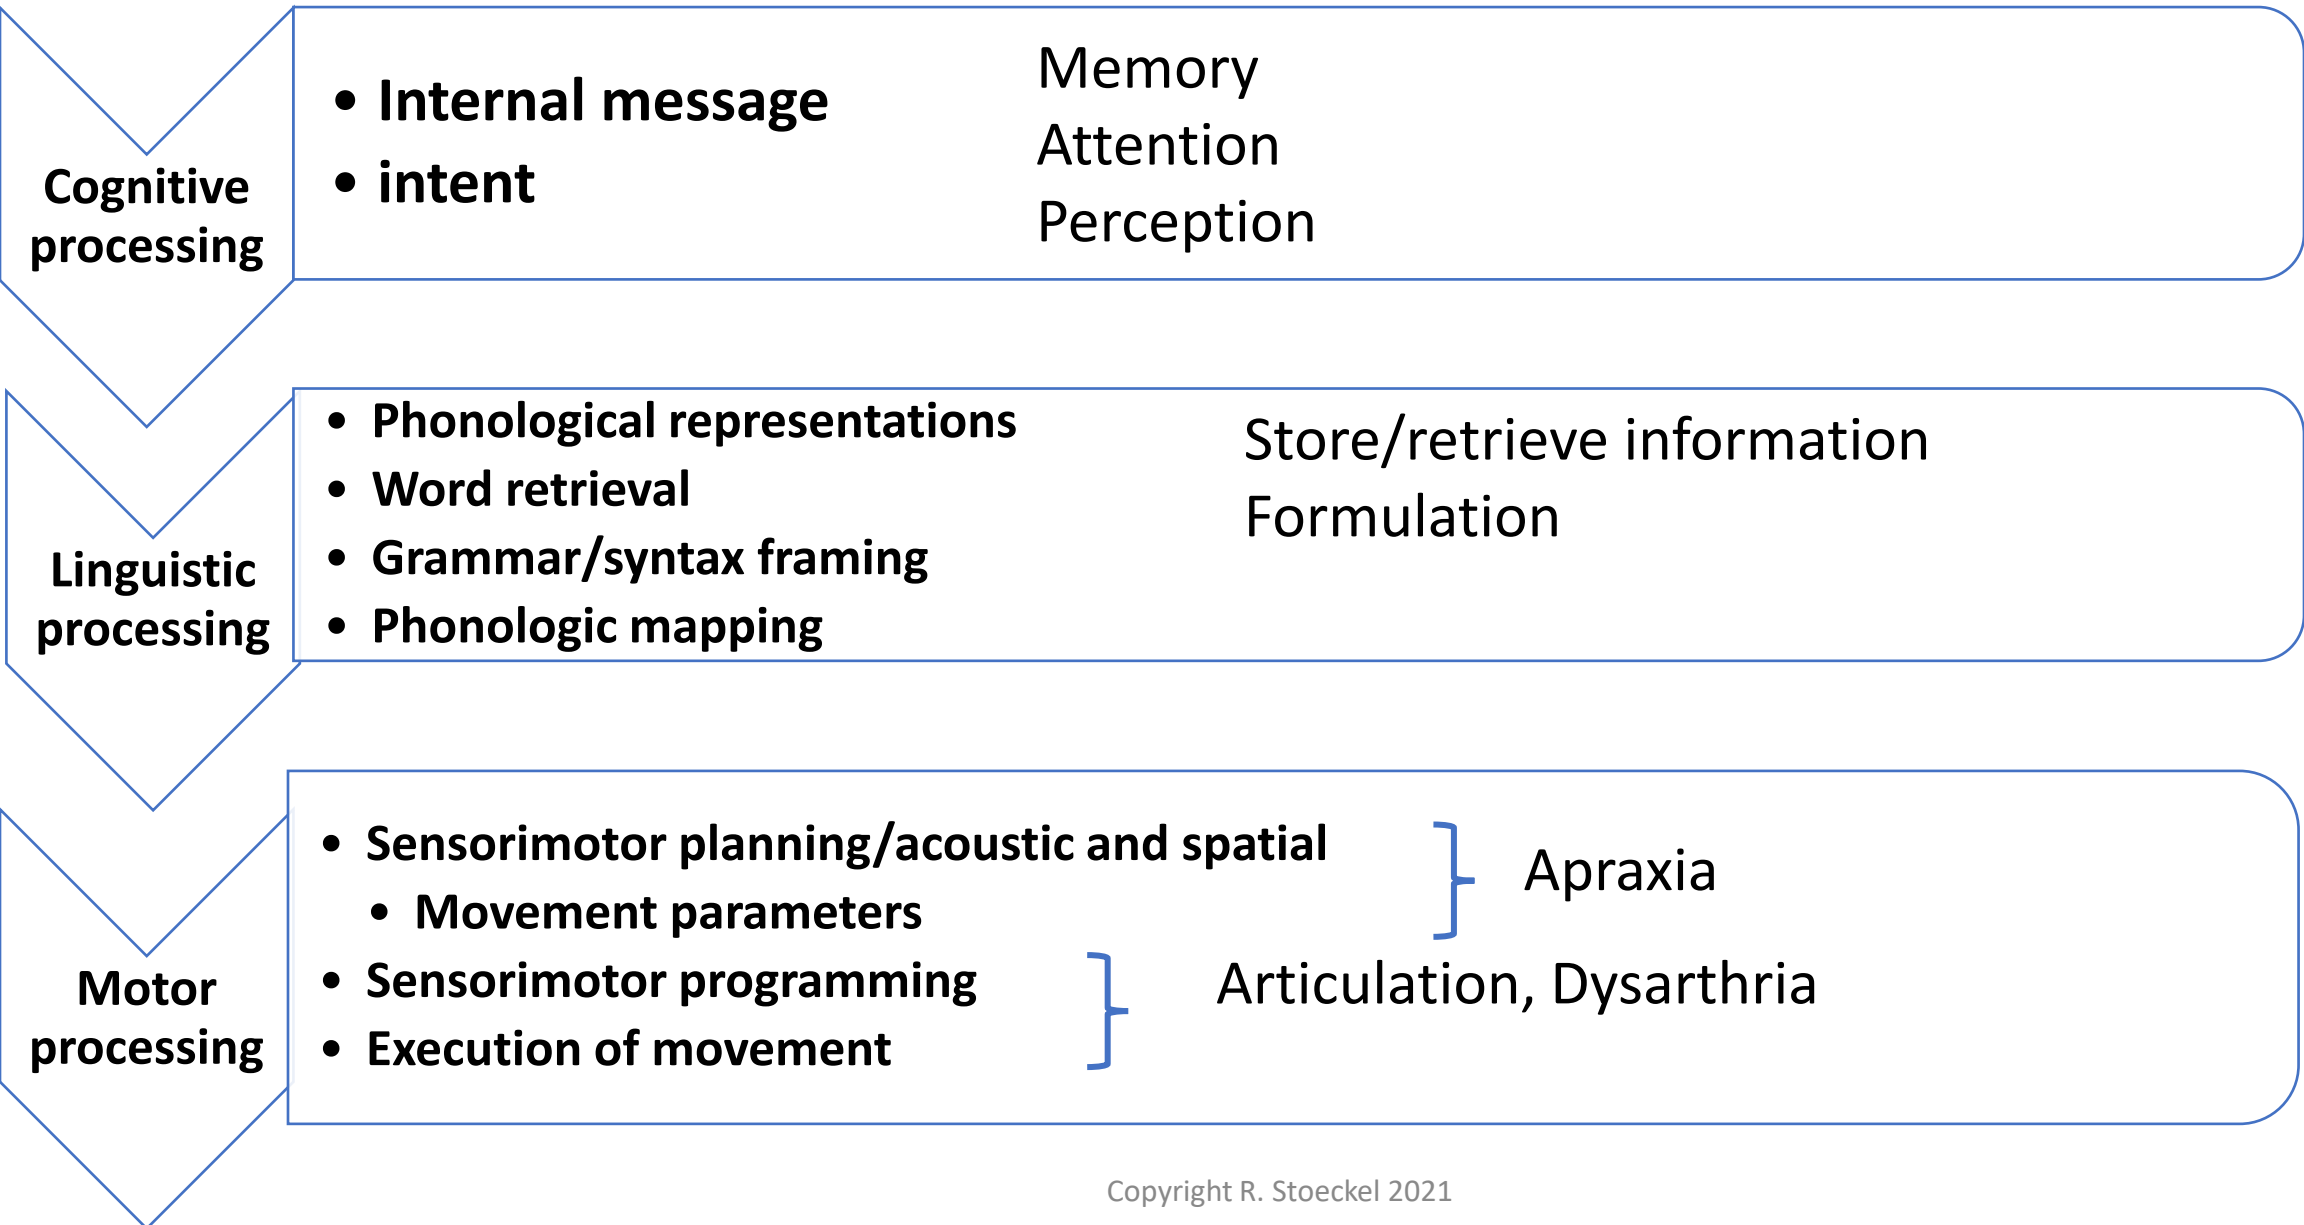 Cognitive
processing
• Internal message
• intent
Memory
Attention
Perception
Linguistic
processing
• Phonological representations
• Word retrieval
• Grammar/syntax framing
• Phonologic mapping
Store/retrieve information
Formulation
Motor
processing
• Sensorimotor planning/acoustic and spatial
• Movement parameters
• Sensorimotor programming
• Execution of movement
Apraxia
Articulation, Dysarthria
Copyright R. Stoeckel 2021